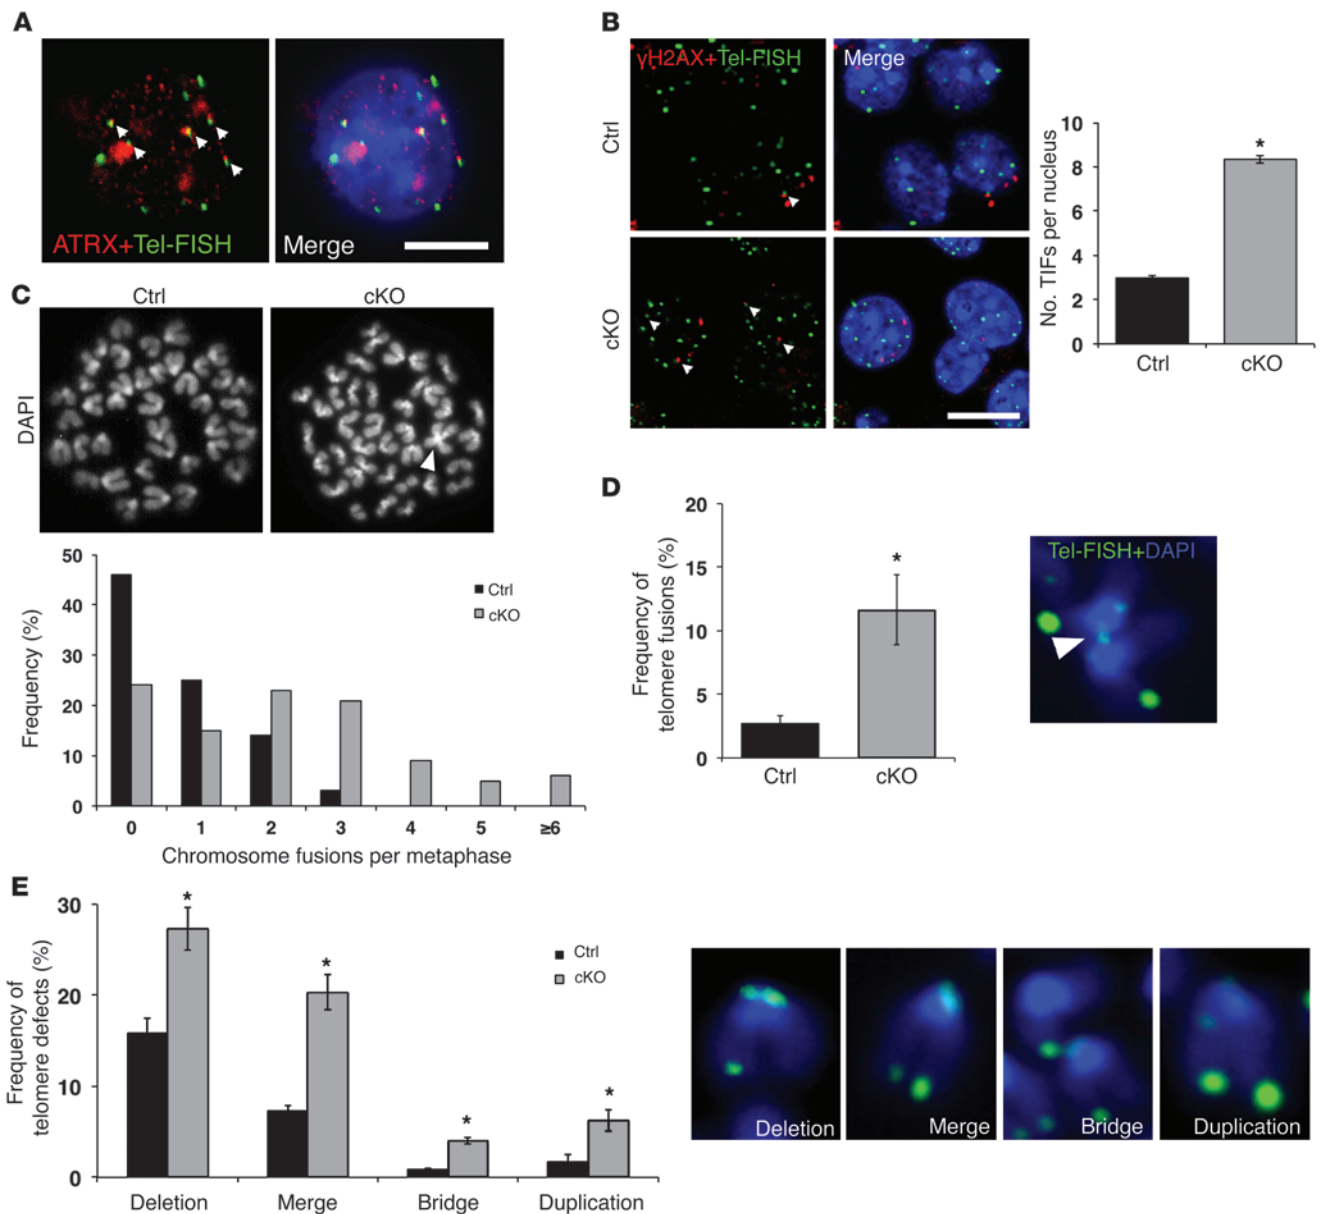 A
ATRX+Tel-FISH
Merge
B
γH2AX+Tel-FISH
Merge
Ctrl
cKO
No. TIFs per nucleus
10
8
6
4
2
0
*
Ctrl
cKO
C
Ctrl
cKO
DAPI
Frequency (%)
50
40
30
20
10
0
Ctrl
cKO
0 1 2 3 4 5 ≥6
Chromosome fusions per metaphase
D
Frequency of
telomere fusions (%)
20
15
10
5
0
*
Ctrl
cKO
Tel-FISH+DAPI
E
Frequency of
telomere defects (%)
30
20
10
0
*
*
*
*
Ctrl
cKO
Deletion Merge Bridge Duplication
Deletion
Merge
Bridge
Duplication